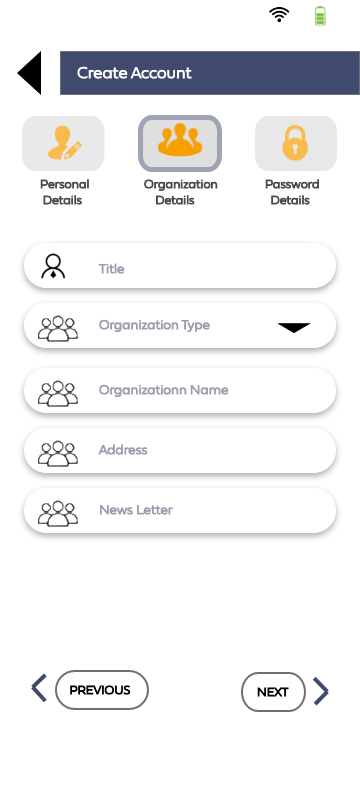 Create Account
Personal
Details
Organization
Details
Password
Details
Title
Organization Type
Organizationn Name
Address
News Letter
PREVIOUS
NEXT